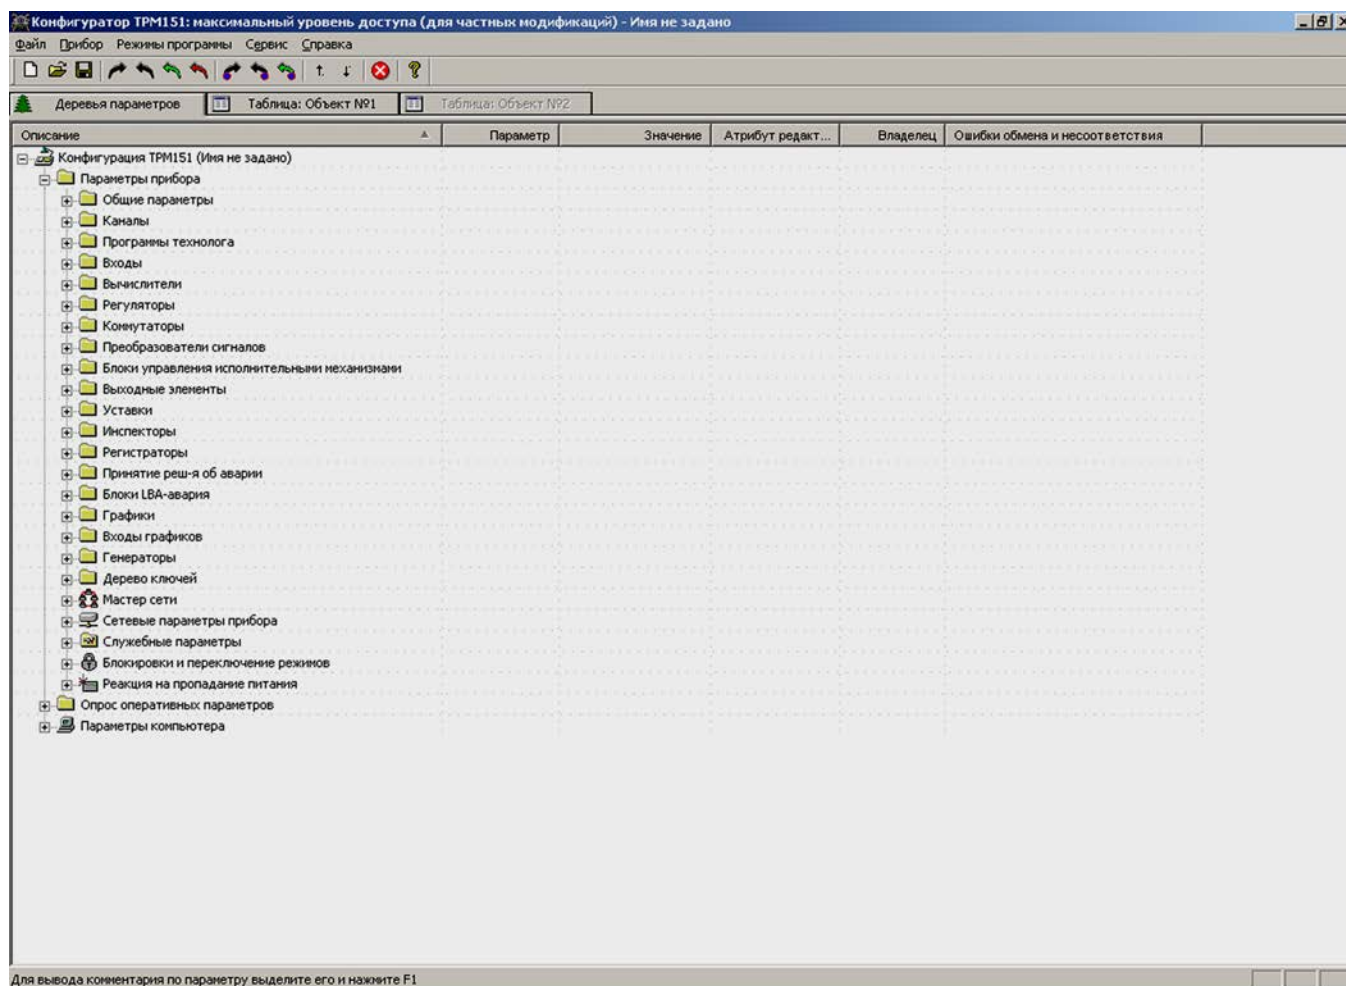 Конфигуратор ТРМ151: максимальный уровень доступа (для частных модификаций) - Имя не задано
Файл Прибор Режимы программы Сервис Справка
Деревья параметров Таблица: Объект №1 Таблица: Объект №2
Описание Параметр Значение Атрибут редакт... Владелец Ошибки обмена и несоответствия
Конфигурация ТРМ151 (Имя не задано)
Параметры прибора
Общие параметры
Каналы
Программы технолога
Входы
Вычислители
Регуляторы
Коммутаторы
Преобразователи сигналов
Блоки управления исполнительными механизмами
Выходные элементы
Уставки
Инспекторы
Регистраторы
Принятие реш-я об аварии
Блоки LBA-авария
Графики
Входы графиков
Генераторы
Дерево ключей
Мастер сети
Сетевые параметры прибора
Служебные параметры
Блокировки и переключение режимов
Реакция на пропадание питания
Опрос оперативных параметров
Параметры компьютера
Для вывода комментария по параметру выделите его и нажмите F1